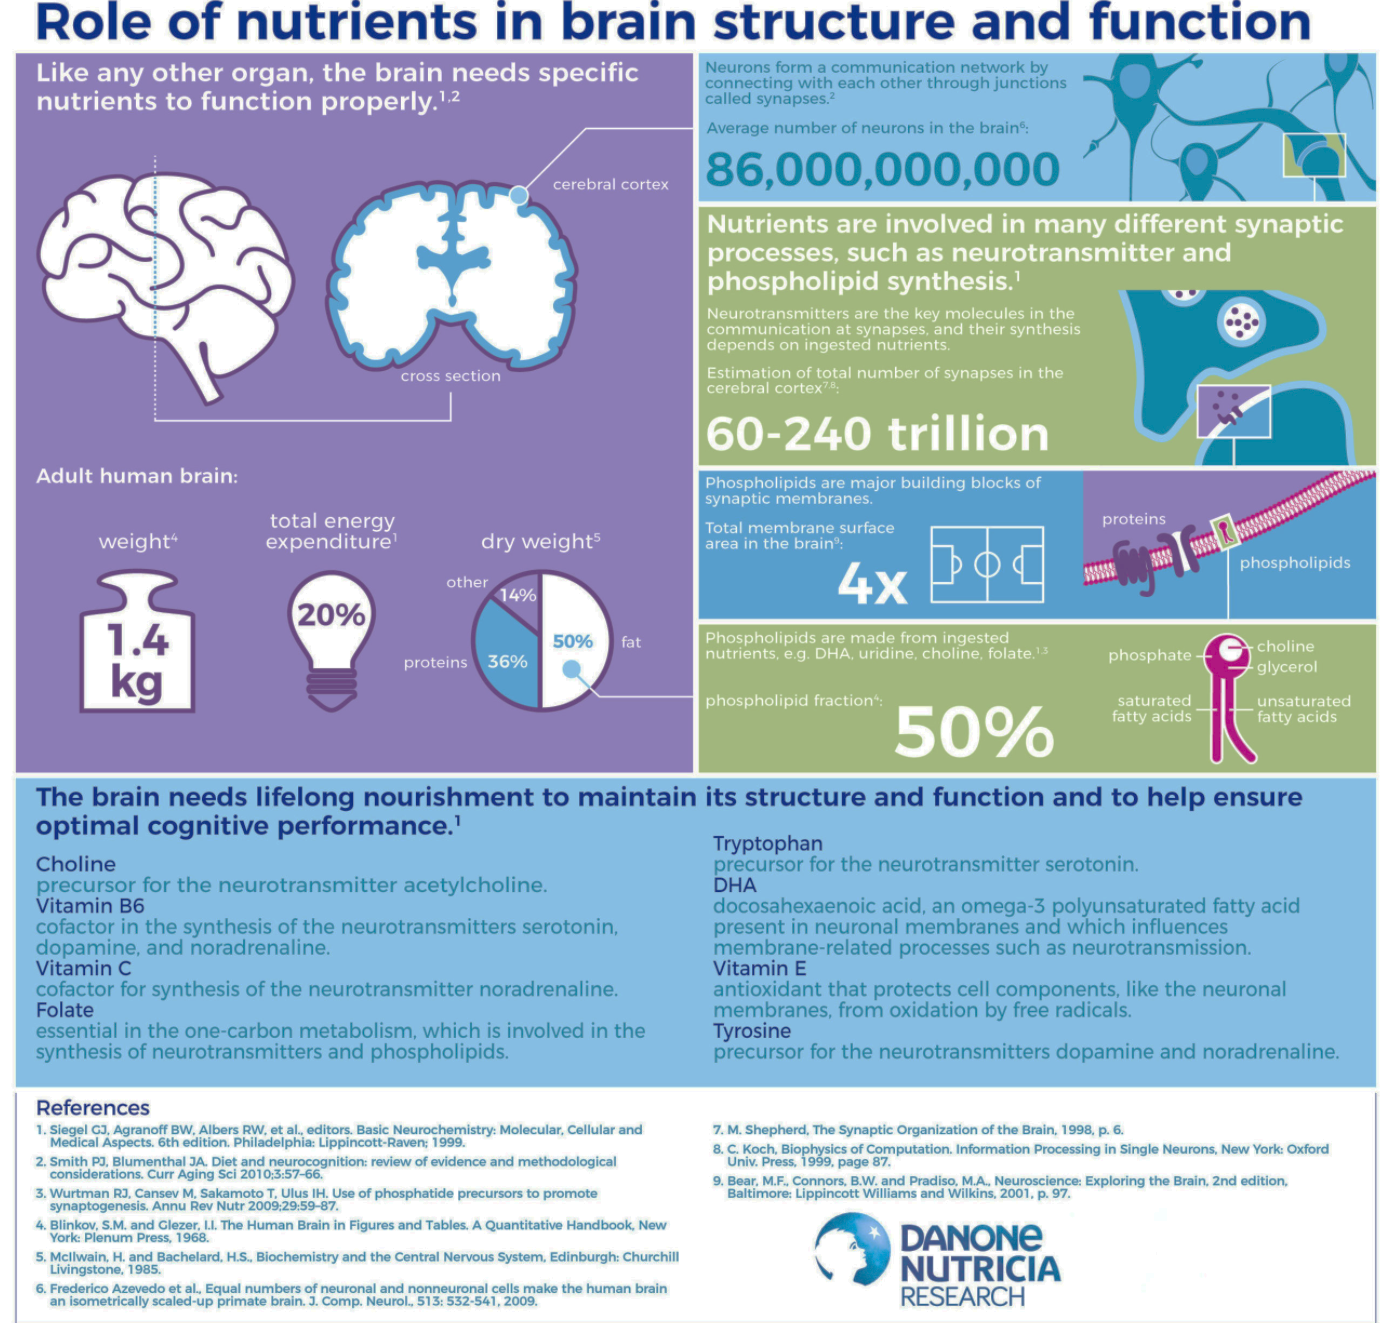 Role of nutrients in brain structure and function
Like any other organ, the brain needs specific
nutrients to function properly.1,2
cerebral cortex
cross section
Adult human brain:
weight4
1.4
kg
total energy
expenditure1
20%
dry weight5
other
14%
50%
fat
proteins
36%
Neurons form a communication network by
connecting with each other through junctions
called synapses.2
Average number of neurons in the brain6:
86,000,000,000
Nutrients are involved in many different synaptic
processes, such as neurotransmitter and
phospholipid synthesis.1
Neurotransmitters are the key molecules in the
communication at synapses, and their synthesis
depends on ingested nutrients.
Estimation of total number of synapses in the
cerebral cortex7,8:
60-240 trillion
Phospholipids are major building blocks of
synaptic membranes.
Total membrane surface
area in the brain9:
4x
proteins
phospholipids
Phospholipids are made from ingested
nutrients, e.g. DHA, uridine, choline, folate.1,3
phospholipid fraction4:
50%
phosphate
choline
glycerol
saturated
fatty acids
unsaturated
fatty acids
The brain needs lifelong nourishment to maintain its structure and function and to help ensure
optimal cognitive performance.1
Choline
precursor for the neurotransmitter acetylcholine.
Vitamin B6
cofactor in the synthesis of the neurotransmitters serotonin,
dopamine, and noradrenaline.
Vitamin C
cofactor for synthesis of the neurotransmitter noradrenaline.
Folate
essential in the one-carbon metabolism, which is involved in the
synthesis of neurotransmitters and phospholipids.
Tryptophan
precursor for the neurotransmitter serotonin.
DHA
docosahexaenoic acid, an omega-3 polyunsaturated fatty acid
present in neuronal membranes and which influences
membrane-related processes such as neurotransmission.
Vitamin E
antioxidant that protects cell components, like the neuronal
membranes, from oxidation by free radicals.
Tyrosine
precursor for the neurotransmitters dopamine and noradrenaline.
References
1. Siegel GJ, Agranoff BW, Albers RW, et al., editors. Basic Neurochemistry: Molecular, Cellular and
Medical Aspects. 6th edition. Philadelphia: Lippincott-Raven; 1999.
2. Smith PJ, Blumenthal JA. Diet and neurocognition: review of evidence and methodological
considerations. Curr Aging Sci 2010;3:57–66.
3. Wurtman RJ, Cansev M, Sakamoto T, Ulus IH. Use of phosphatide precursors to promote
synaptogenesis. Annu Rev Nutr 2009;29:59–87.
4. Blinkov, S.M. and Glezer, I.I. The Human Brain in Figures and Tables. A Quantitative Handbook, New
York: Plenum Press, 1968.
5. McIlwain, H. and Bachelard, H.S., Biochemistry and the Central Nervous System, Edinburgh: Churchill
Livingstone, 1985.
6. Frederico Azevedo et al., Equal numbers of neuronal and nonneuronal cells make the human brain
an isometrically scaled-up primate brain. J. Comp. Neurol., 513: 532-541, 2009.
7. M. Shepherd, The Synaptic Organization of the Brain, 1998, p. 6.
8. C. Koch, Biophysics of Computation. Information Processing in Single Neurons, New York: Oxford
Univ. Press, 1999, page 87.
9. Bear, M.F., Connors, B.W. and Pradiso, M.A., Neuroscience: Exploring the Brain, 2nd edition,
Baltimore: Lippincott Williams and Wilkins, 2001, p. 97.
DANONE
NUTRICIA
RESEARCH